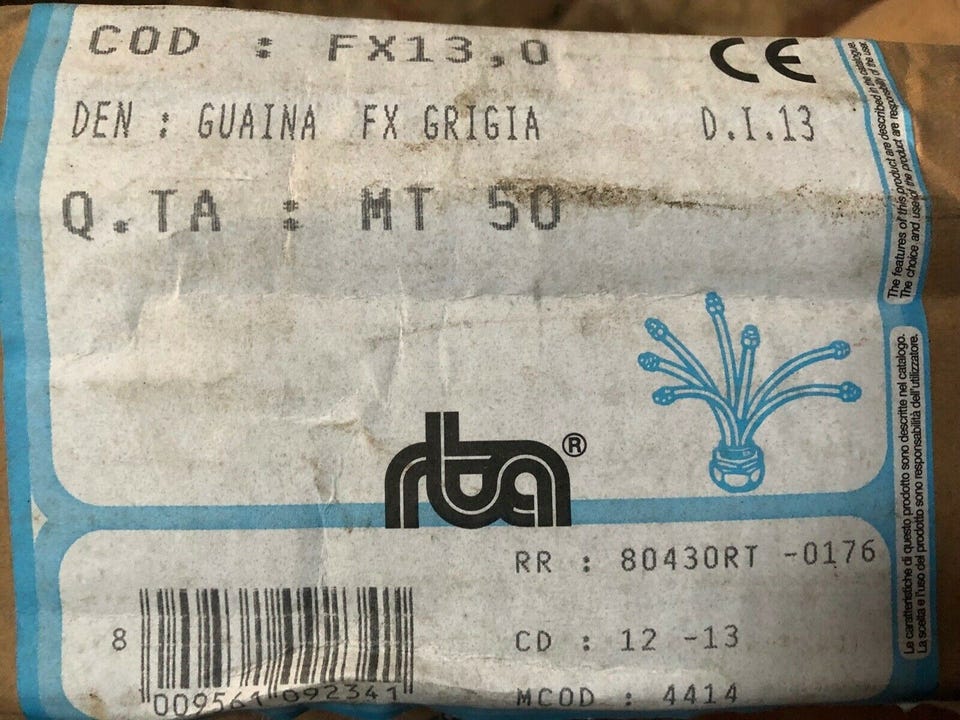 COD : FX13,0
CE
DEN : GUAINA FX GRIGIA D.I.13
Q.TA : MT 50
The features of this product are described in the catalogue.
The choice and use of the product are responsability of the user.
rta®
Le caratteristiche di questo prodotto sono descritte nel catalogo.
La scelta e l'uso del prodotto sono responsabilità dell'utilizzatore.
RR : 80430RT -0176
CD : 12 -13
MCOD : 4414
8 009561 092341